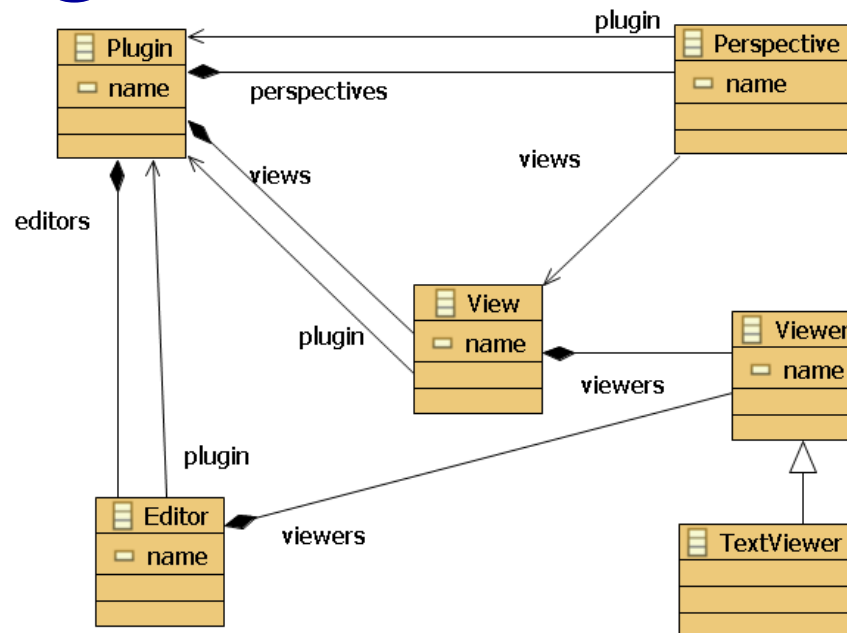 plugin
Plugin
name
Perspective
name
perspectives
views
views
editors
View
name
plugin
Viewer
name
viewers
plugin
Editor
name
viewers
TextViewer